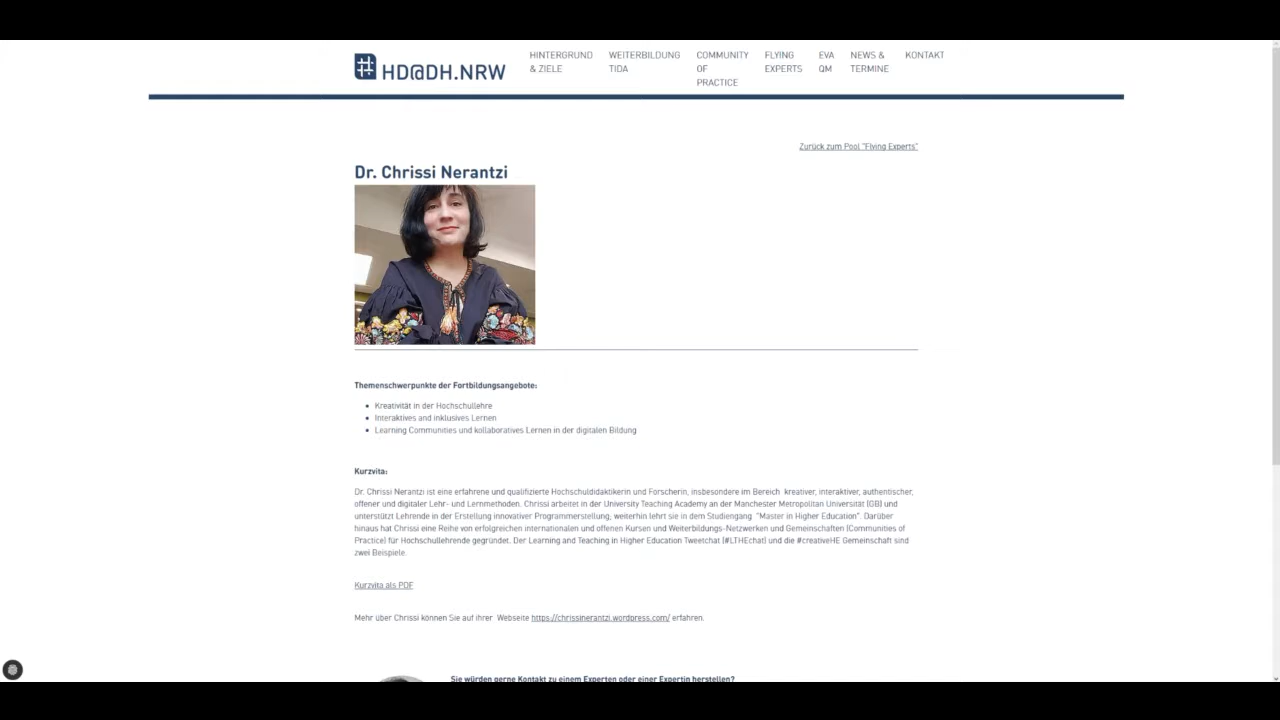 HD@DH.NRW
HINTERGRUND
& ZIELE
WEITERBILDUNG
TIDA
COMMUNITY
OF
PRACTICE
FLYING
EXPERTS
EVA
QM
NEWS &
TERMINE
KONTAKT
Zurück zum Pool "Flying Experts"
Dr. Chrissi Nerantzi
Themenschwerpunkte der Fortbildungsangebote:
Kreativität in der Hochschullehre
Interaktives and inklusives Lernen
Learning Communities und kollaboratives Lernen in der digitalen Bildung
Kurzvita:
Dr. Chrissi Nerantzi ist eine erfahrene und qualifizierte Hochschuldidaktikerin und Forscherin, insbesondere im Bereich kreativer, interaktiver, authentischer,
offener und digitaler Lehr- und Lernmethoden. Chrissi arbeitet in der University Teaching Academy an der Manchester Metropolitan Universität (GB) und
unterstützt Lehrende in der Erstellung innovativer Programmerstellung, weiterhin lehrt sie in dem Studiengang "Master in Higher Education". Darüber
hinaus hat Chrissi eine Reihe von erfolgreichen internationalen und offenen Kursen und Weiterbildungs-Netzwerken und Gemeinschaften (Communities of
Practice) für Hochschullehrende gegründet. Der Learning and Teaching in Higher Education Tweetchat (#LTHEchat) und die #creativeHE Gemeinschaft sind
zwei Beispiele.
Kurzvita als PDF
Mehr über Chrissi können Sie auf ihrer Webseite https://chrissinerantzi.wordpress.com/ erfahren.
Sie würden gerne Kontakt zu einem Experten oder einer Expertin herstellen?